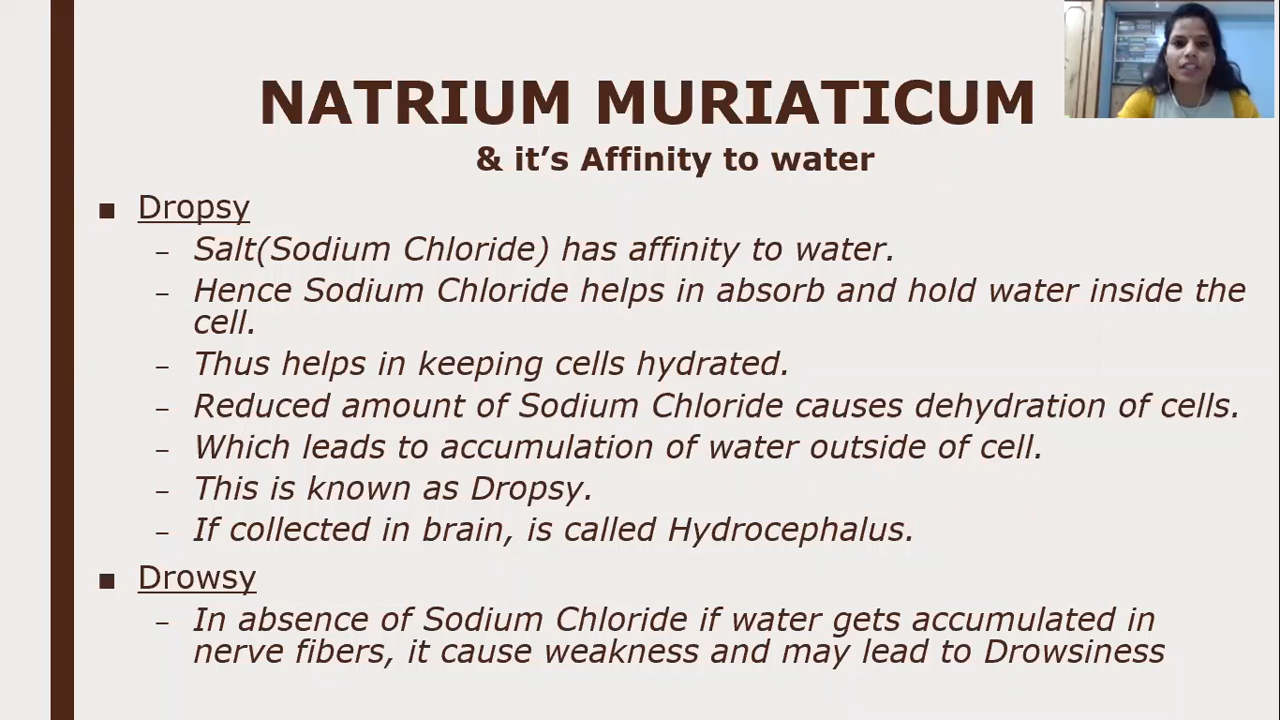 NATRIUM MURIATICUM
& it’s Affinity to water
■ Dropsy
– Salt(Sodium Chloride) has affinity to water.
– Hence Sodium Chloride helps in absorb and hold water inside the
cell.
– Thus helps in keeping cells hydrated.
– Reduced amount of Sodium Chloride causes dehydration of cells.
– Which leads to accumulation of water outside of cell.
– This is known as Dropsy.
– If collected in brain, is called Hydrocephalus.
■ Drowsy
– In absence of Sodium Chloride if water gets accumulated in
nerve fibers, it cause weakness and may lead to Drowsiness